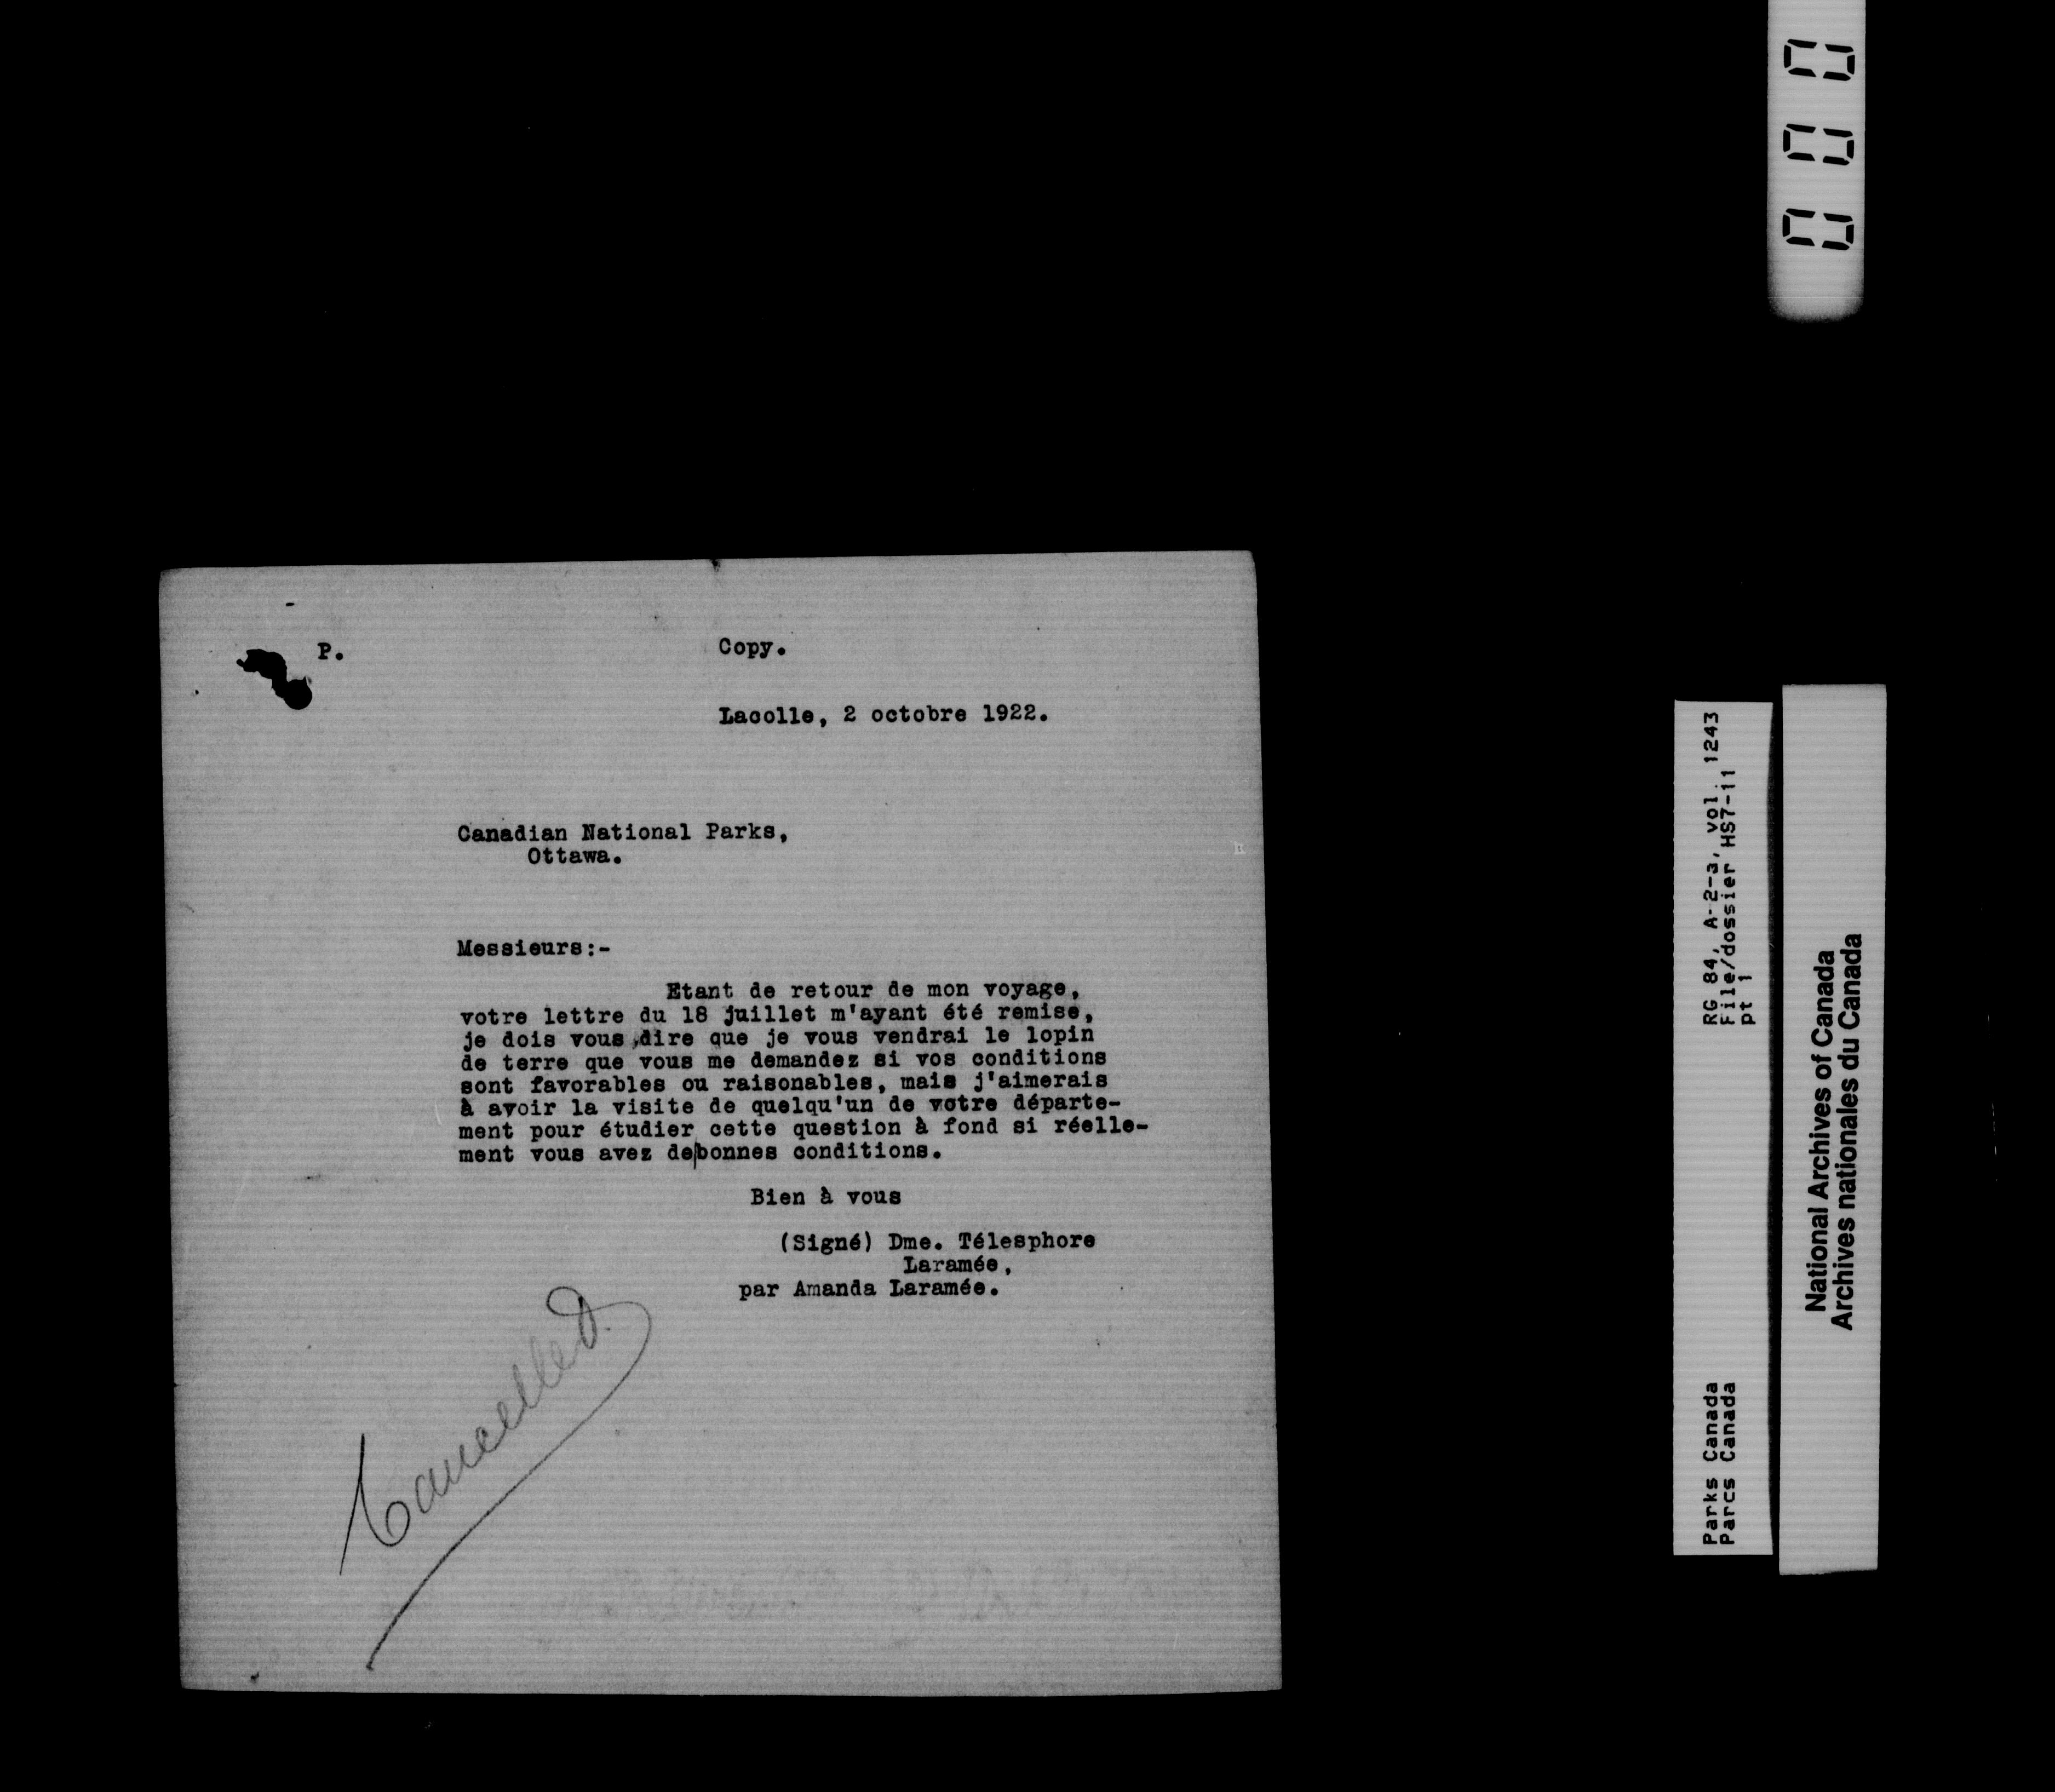 P.
Copy.
Lacolle, 2 octobre 1922.
Canadian National Parks,
Ottawa.
Messieurs:-
Etant de retour de mon voyage,
votre lettre du 18 juillet m'ayant été remise,
je dois vous dire que je vous vendrai le lopin
de terre que vous me demandez si vos conditions
sont favorables ou raisonables, mais j'aimerais
à avoir la visite de quelqu'un de votre départe-
ment pour étudier cette question à fond si réelle-
ment vous avez de|bonnes conditions.
Bien à vous
(Signé) Dme. Télesphore
Laramée,
par Amanda Laramée.
Cancelled.
000
RG 84, A-2-3, vol. 1243
File/dossier HS7-11
pt 1
Parks Canada
Parcs Canada
National Archives of Canada
Archives nationales du Canada